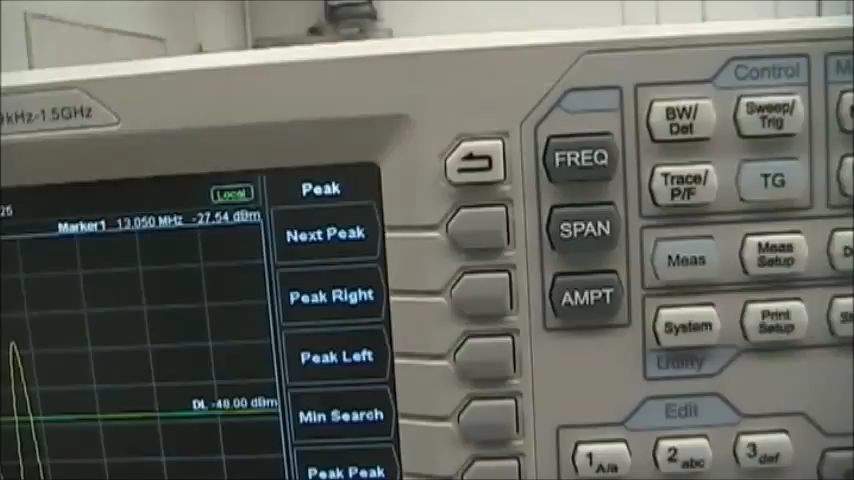 kHz-1.5GHz
25
Local
Marker1 13.050 MHz -27.54 dBm
DL -48.00 dBm
Peak
Next Peak
Peak Right
Peak Left
Min Search
Peak Peak
FREQ
SPAN
AMPT
Control
BW/
Det
Sweep/
Trig
Trace/
P/F
TG
Meas
Meas
Setup
System
Print
Setup
Utility
Edit
1 A/a
2 abc
3 def